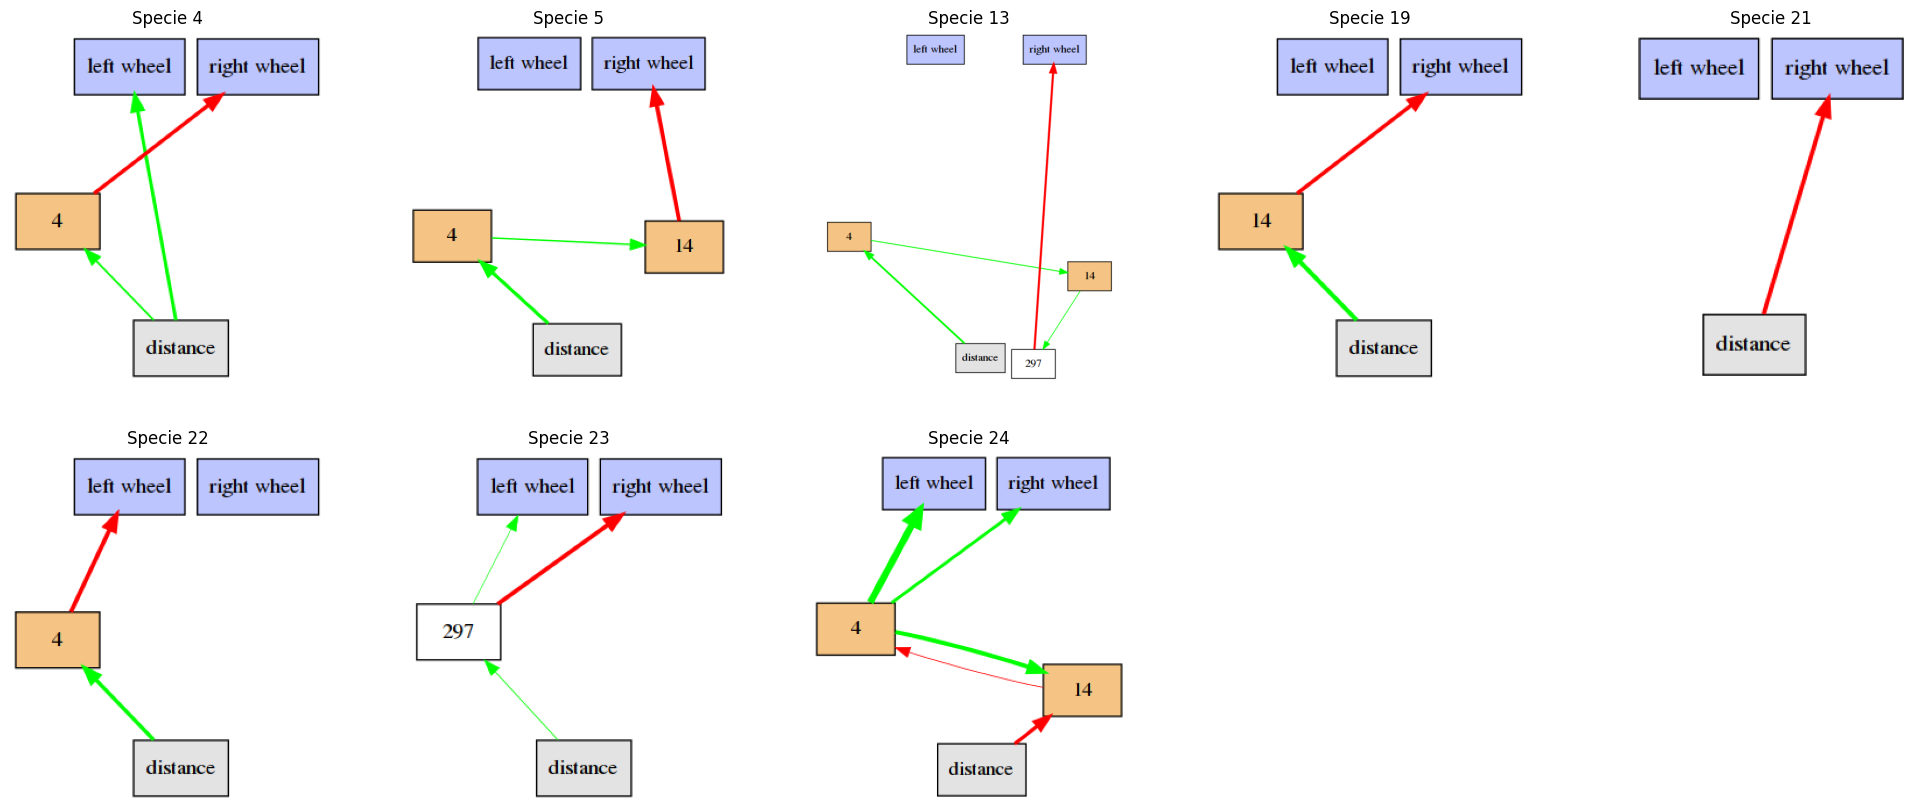 Specie 4
left wheel
right wheel
4
distance
Specie 5
left wheel
right wheel
4
14
distance
Specie 13
left wheel
right wheel
4
14
distance
297
Specie 19
left wheel
right wheel
14
distance
Specie 21
left wheel
right wheel
distance
Specie 22
left wheel
right wheel
4
distance
Specie 23
left wheel
right wheel
297
distance
Specie 24
left wheel
right wheel
4
14
distance